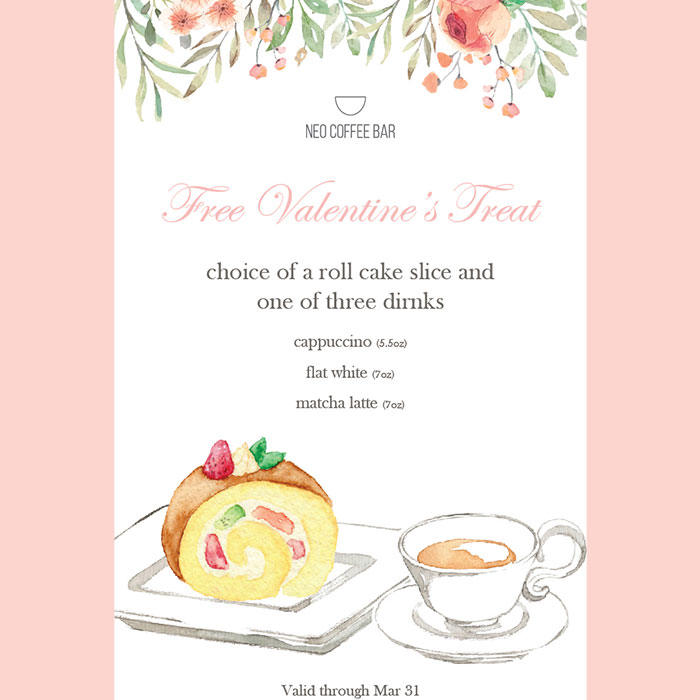 NEO COFFEE BAR
Free Valentine's Treat
choice of a roll cake slice and
one of three dirnks
cappuccino (5.5oz)
flat white (7oz)
matcha latte (7oz)
Valid through Mar 31